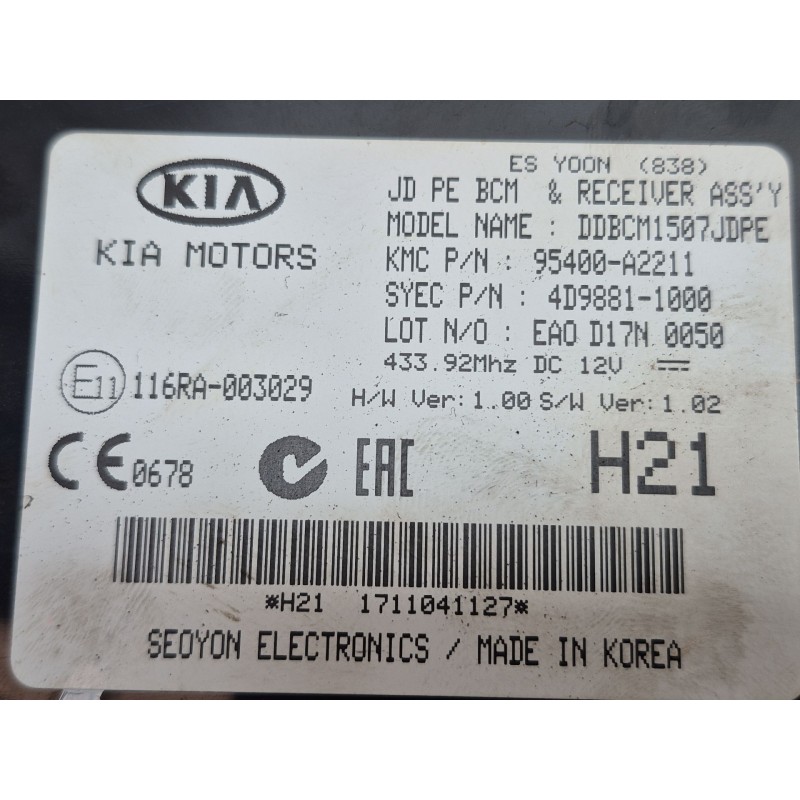 ES YOON (838)
KIA
KIA MOTORS
JD PE BCM & RECEIVER ASS'Y
MODEL NAME : DDBCM1507JDPE
KMC P/N : 95400-A2211
SYEC P/N : 4D9881-1000
LOT N/O : EAO D17N 0050
433.92Mhz DC 12V
E11 116RA-003029
H/W Ver:1.00 S/W Ver:1.02
CE 0678
EAC
H21
*H21 1711041127*
SEOYON ELECTRONICS / MADE IN KOREA